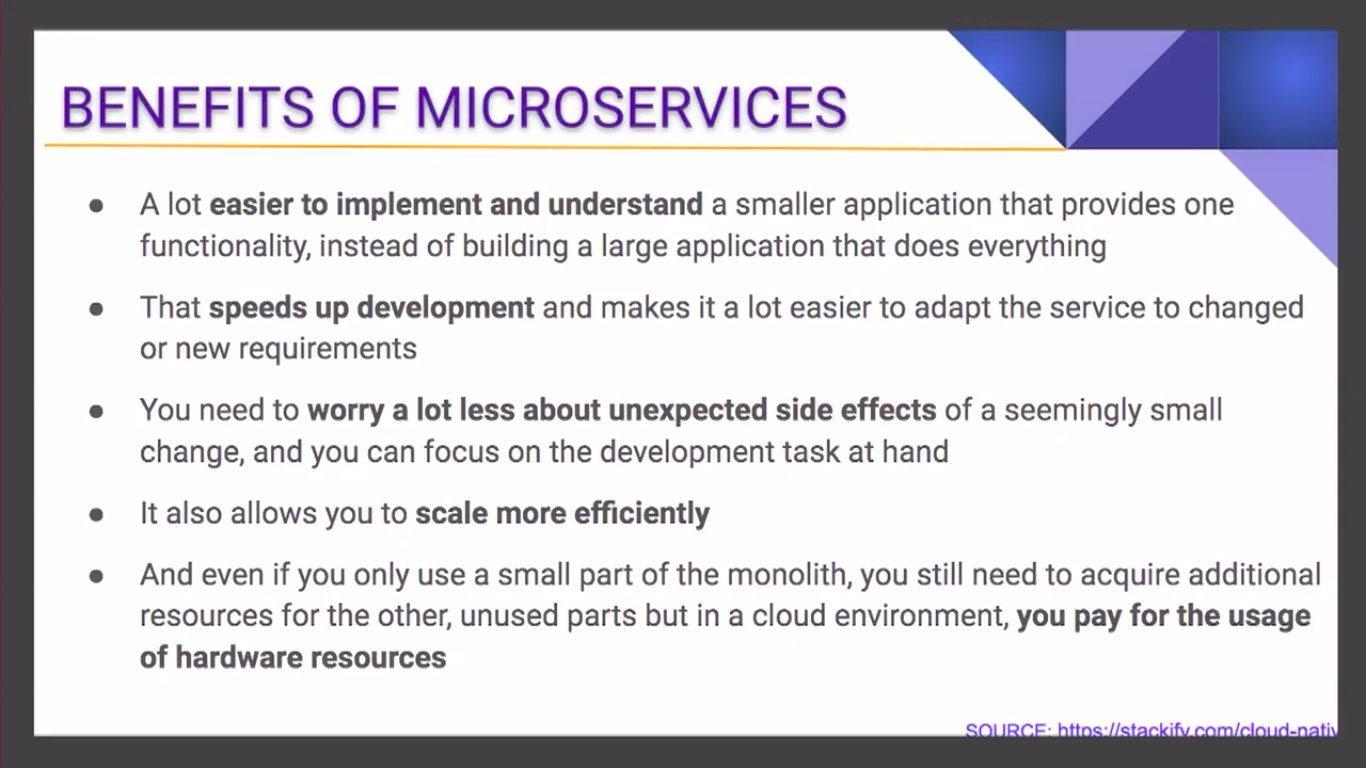 BENEFITS OF MICROSERVICES
● A lot easier to implement and understand a smaller application that provides one
functionality, instead of building a large application that does everything
● That speeds up development and makes it a lot easier to adapt the service to changed
or new requirements
● You need to worry a lot less about unexpected side effects of a seemingly small
change, and you can focus on the development task at hand
● It also allows you to scale more efficiently
● And even if you only use a small part of the monolith, you still need to acquire additional
resources for the other, unused parts but in a cloud environment, you pay for the usage
of hardware resources
SOURCE: https://stackify.com/cloud-nativ